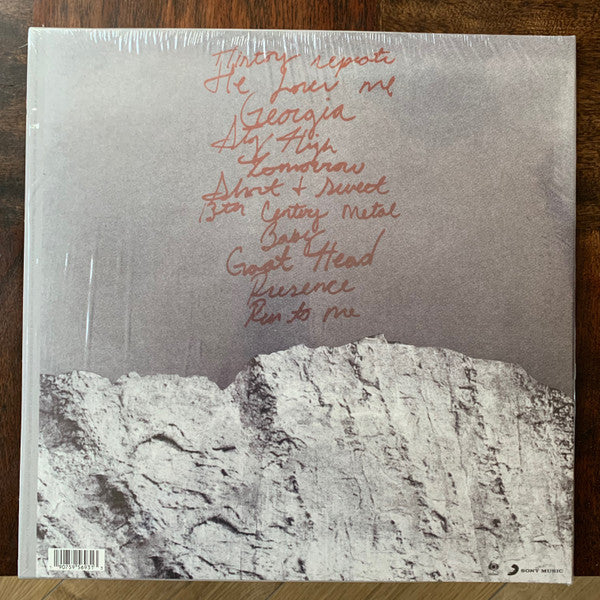 History repeats
He Loves me
Georgia
Stay High
Tomorrow
Short + Sweet
13th Century Metal
Baby
Goat Head
Presence
Run to me
SONY MUSIC